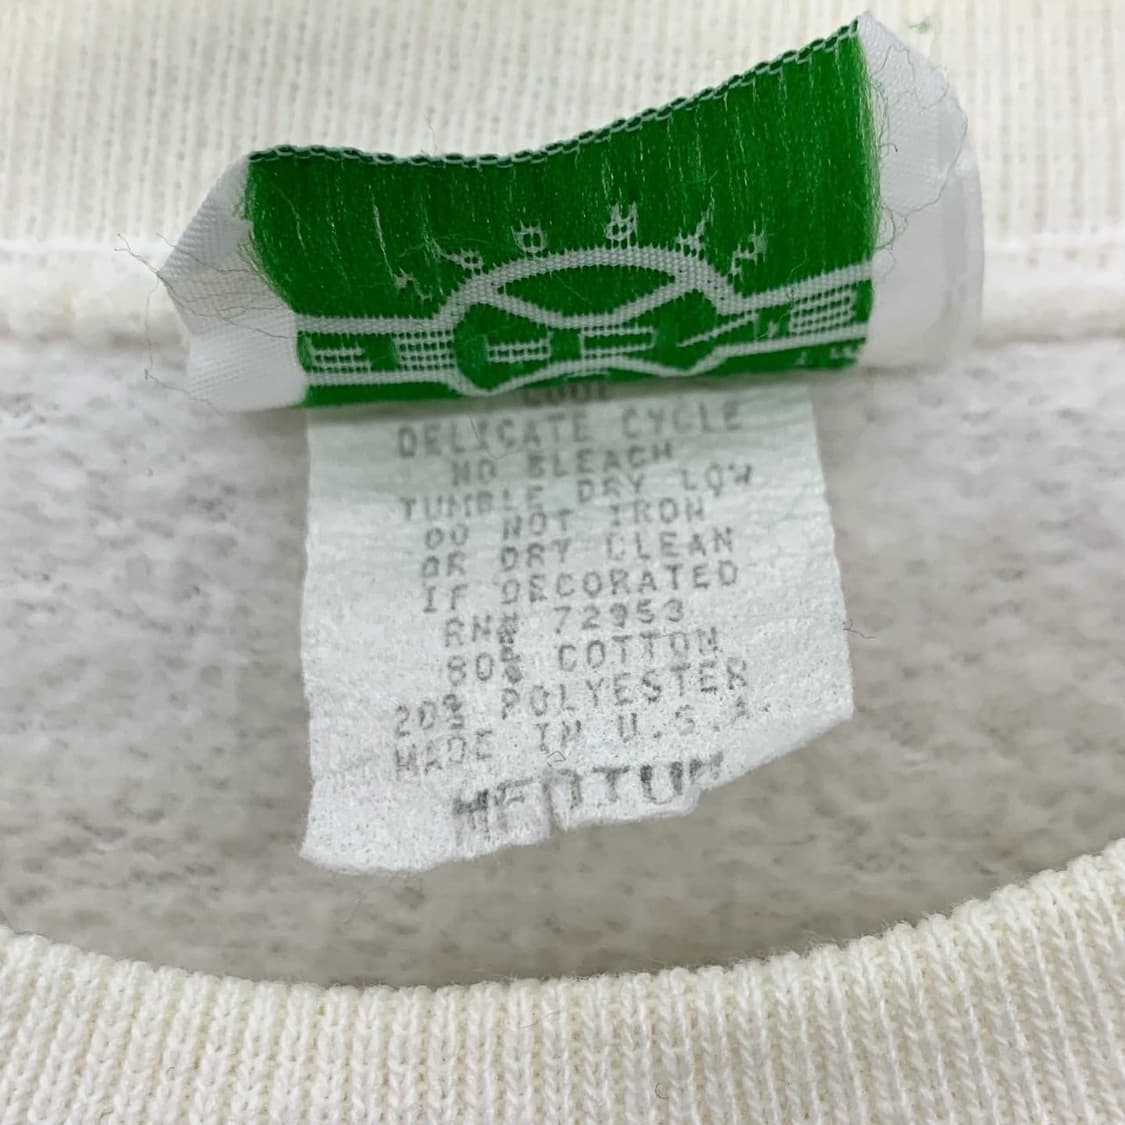 COOL
DELICATE CYCLE
NO BLEACH
TUMBLE DRY LOW
DO NOT IRON
OR DRY CLEAN
IF DECORATED
RN# 72953
80% COTTON
20% POLYESTER
MADE IN U.S.A.
MEDIUM